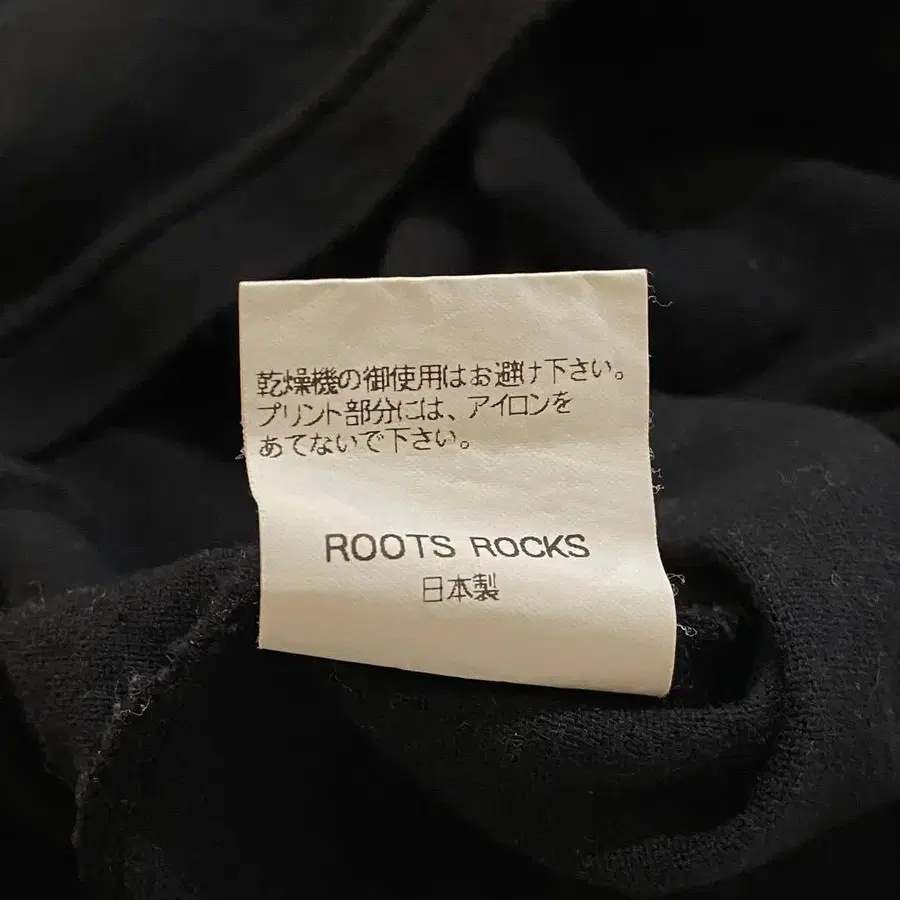 乾燥機の御使用はお避け下さい。
プリント部分には、アイロンを
あてないで下さい。
ROOTS ROCKS
日本製